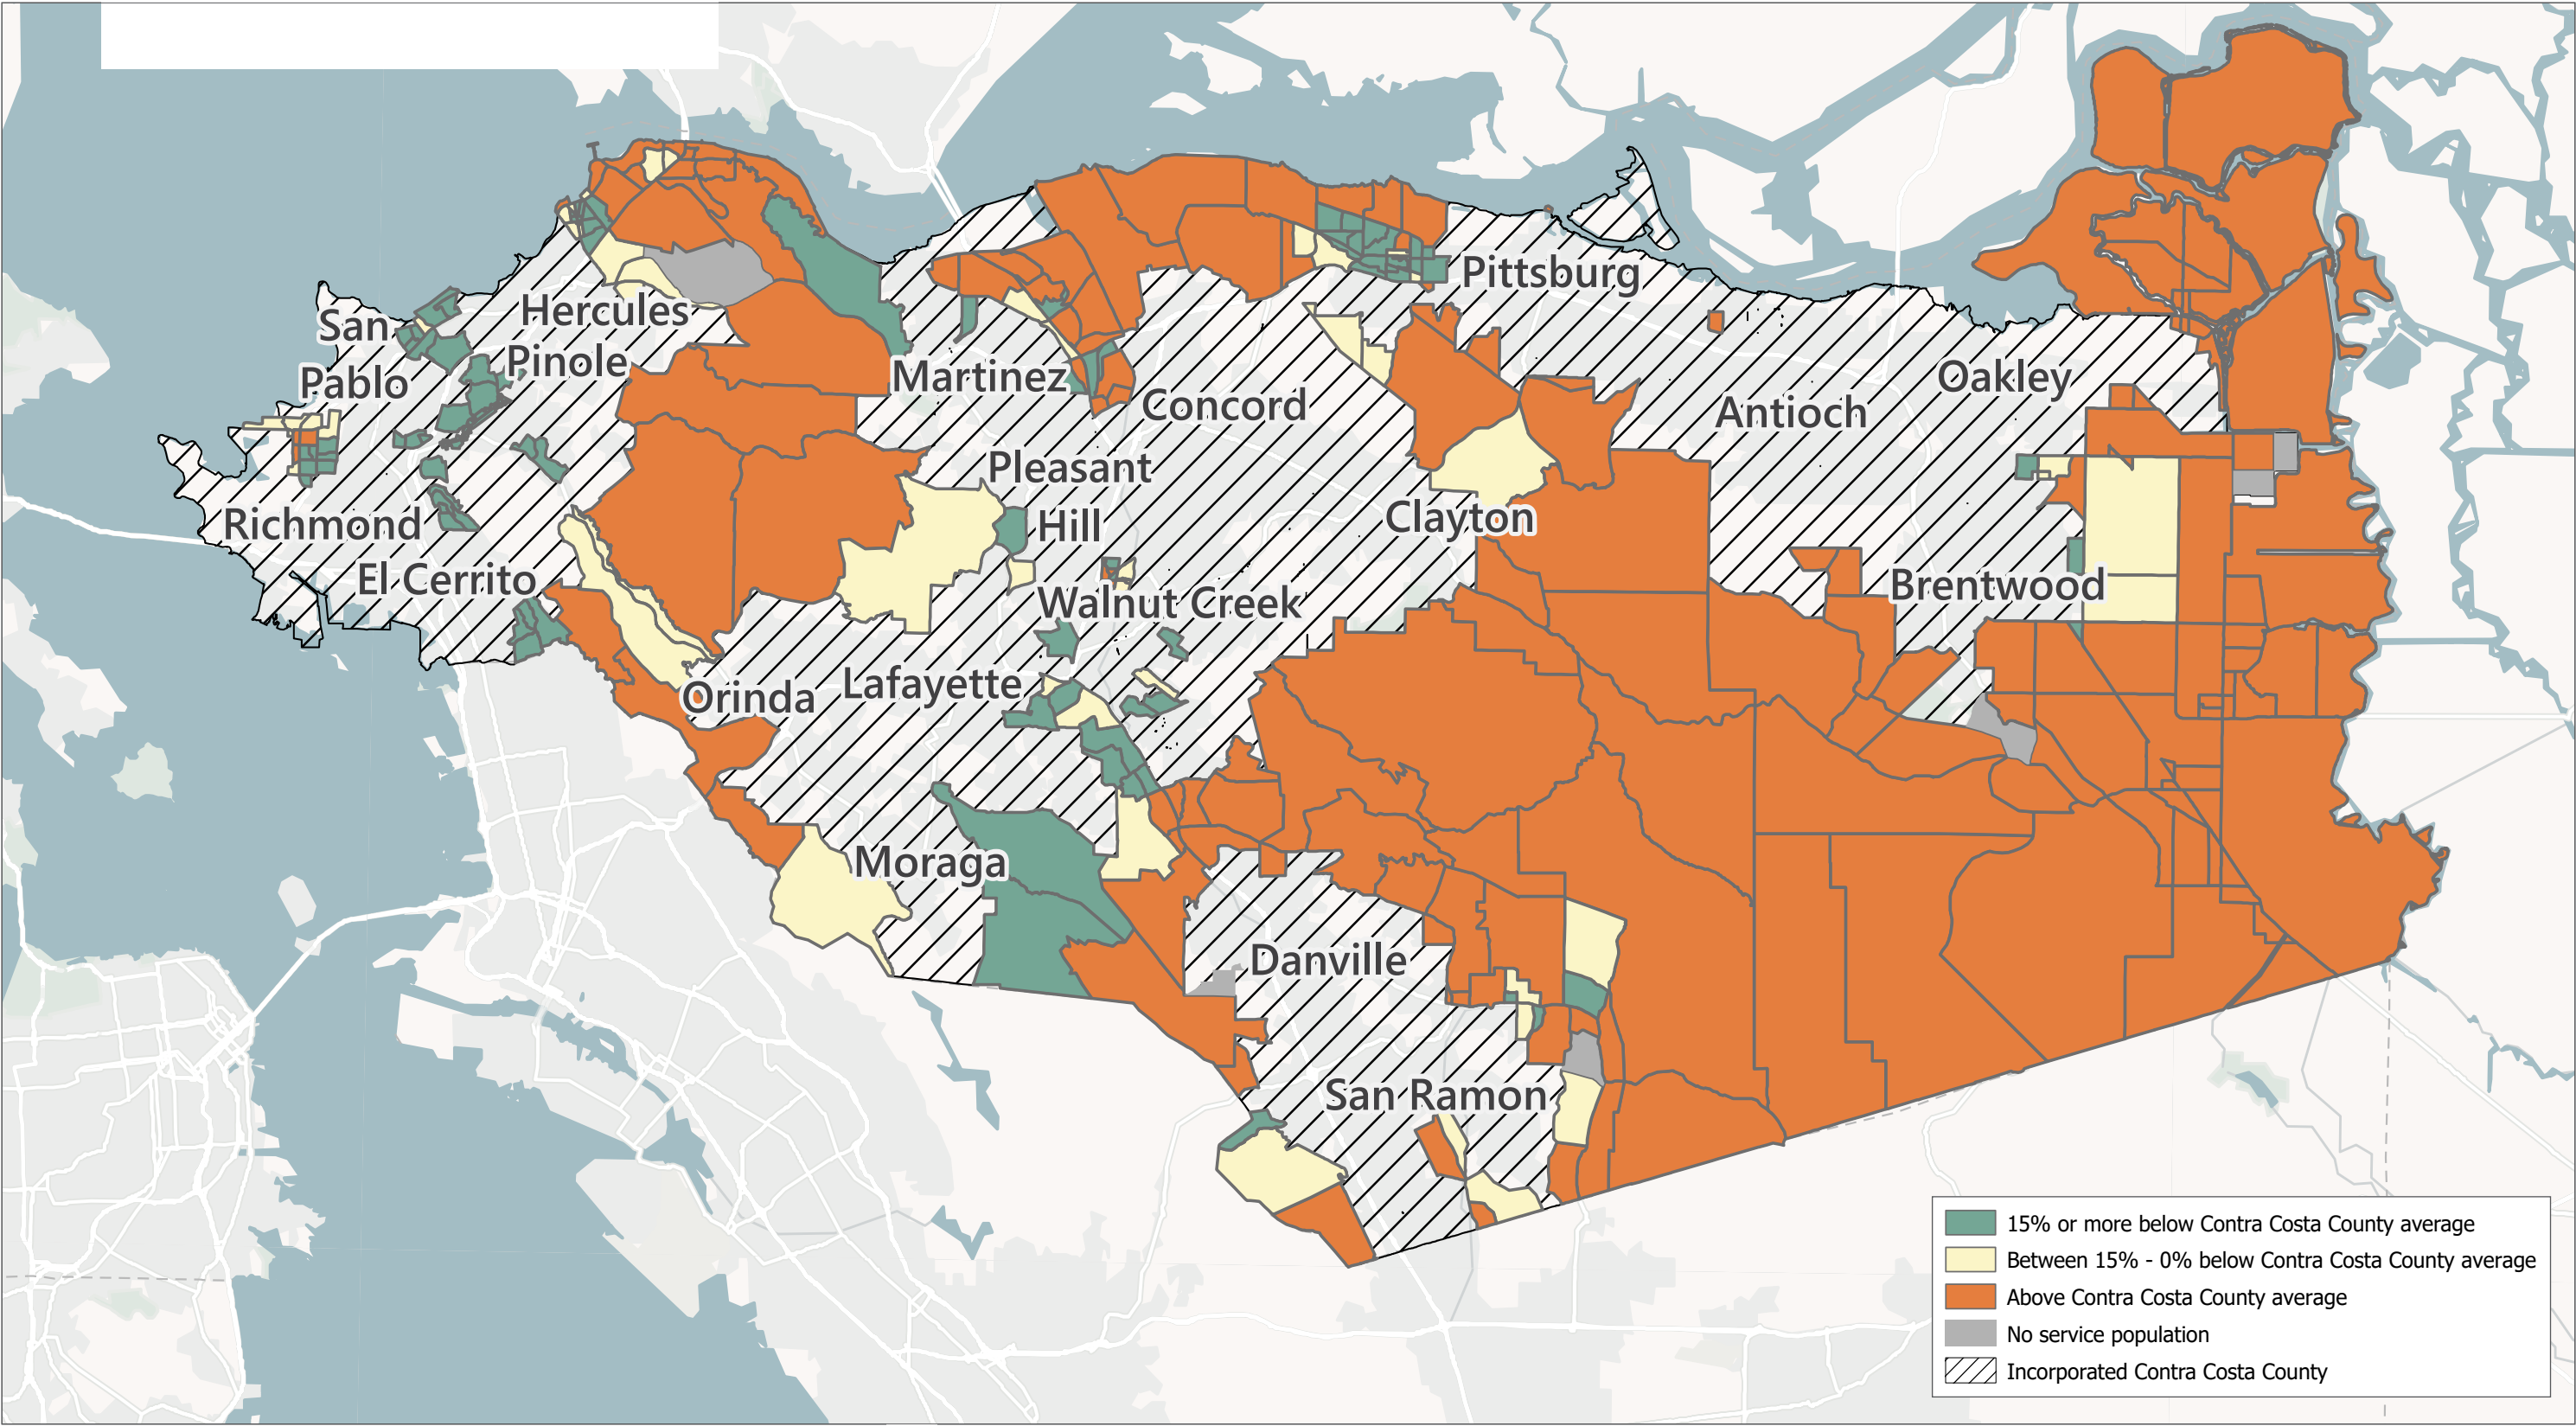 Pittsburg
Hercules
San
Pablo
Pinole
Martinez
Concord
Antioch
Oakley
Pleasant
Hill
Richmond
Clayton
El Cerrito
Walnut Creek
Brentwood
Orinda
Lafayette
Moraga
Danville
San Ramon
15% or more below Contra Costa County average
Between 15% - 0% below Contra Costa County average
Above Contra Costa County average
No service population
Incorporated Contra Costa County